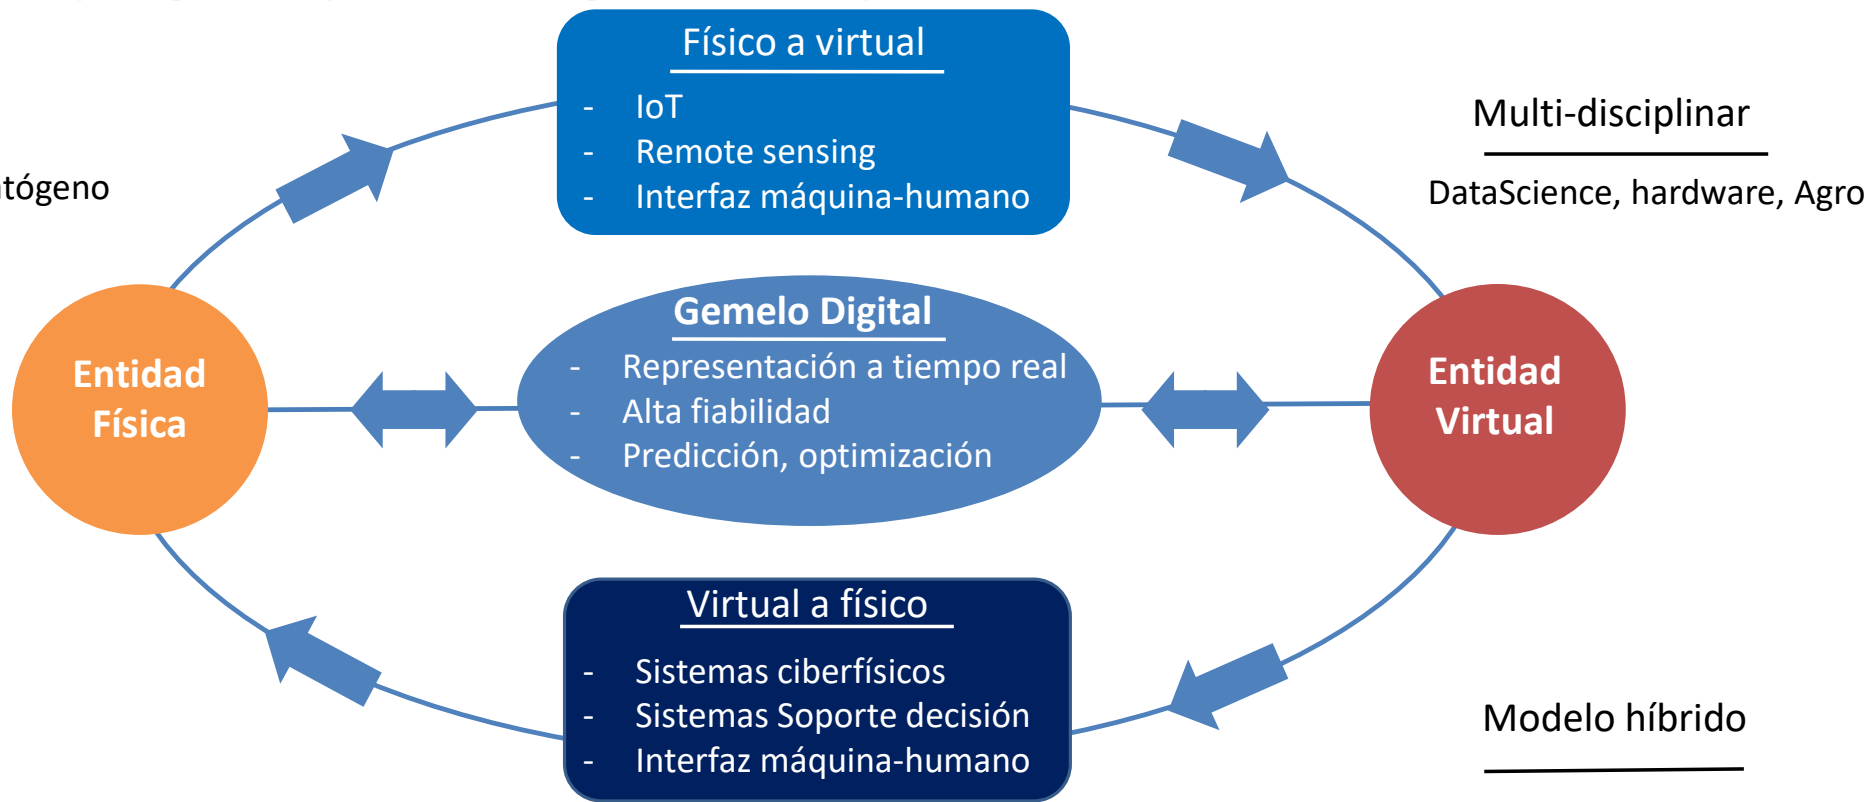 Físico a virtual
- IoT
- Remote sensing
- Interfaz máquina-humano
Multi-disciplinar
DataScience, hardware, Agro
Entidad
Física
Gemelo Digital
- Representación a tiempo real
- Alta fiabilidad
- Predicción, optimización
Entidad
Virtual
Virtual a físico
- Sistemas ciberfísicos
- Sistemas Soporte decisión
- Interfaz máquina-humano
Modelo híbrido